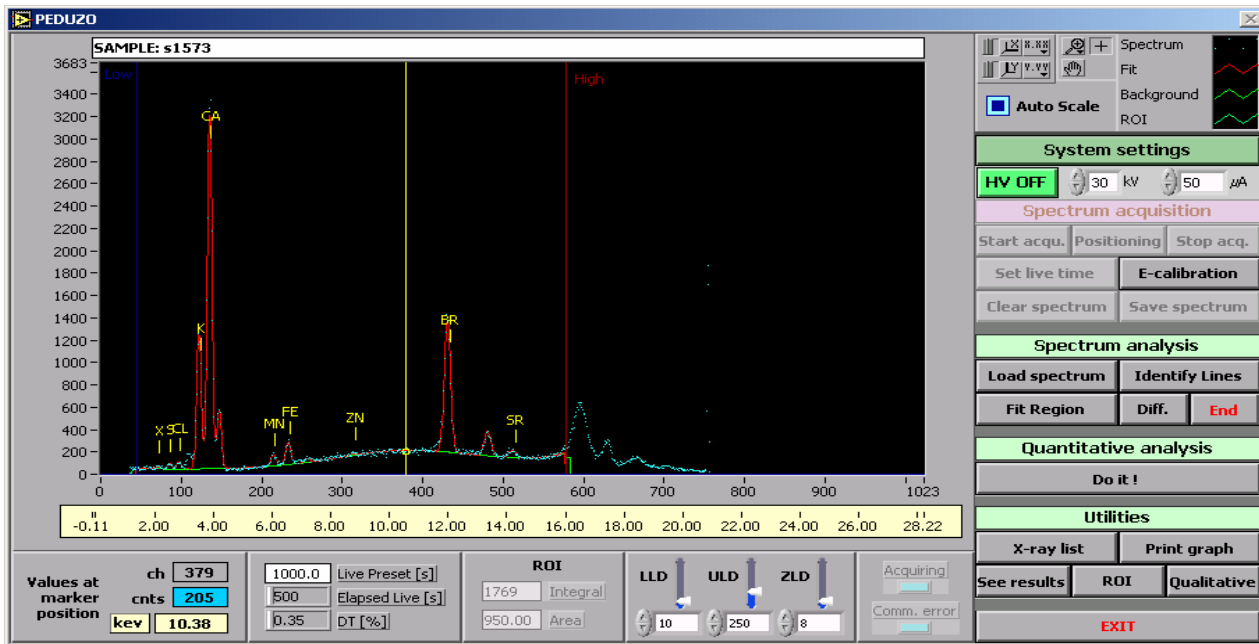 PEDUZO
SAMPLE: s1573
3683
3400
3200
3000
2800
2600
2400
2200
2000
1800
1600
1400
1200
1000
800
600
400
200
0
Low
High
CA
K
X S CL
MN
FE
ZN
BR
SR
0 100 200 300 400 500 600 700 800 900 1023
-0.11 2.00 4.00 6.00 8.00 10.00 12.00 14.00 16.00 18.00 20.00 22.00 24.00 26.00 28.22
Values at marker position
ch 379
cnts 205
kev 10.38
1000.0 Live Preset [s]
500 Elapsed Live [s]
0.35 DT [%]
ROI
1769 Integral
950.00 Area
LLD ULD ZLD
10 250 8
Acquiring
Comm. error
X 8.88
Y Y.YY
Spectrum
Fit
Background
ROI
Auto Scale
System settings
HV OFF 30 kV 50 µA
Spectrum acquisition
Start acqu. Positioning Stop acq.
Set live time E-calibration
Clear spectrum Save spectrum
Spectrum analysis
Load spectrum Identify Lines
Fit Region Diff. End
Quantitative analysis
Do it !
Utilities
X-ray list Print graph
See results ROI Qualitative
EXIT